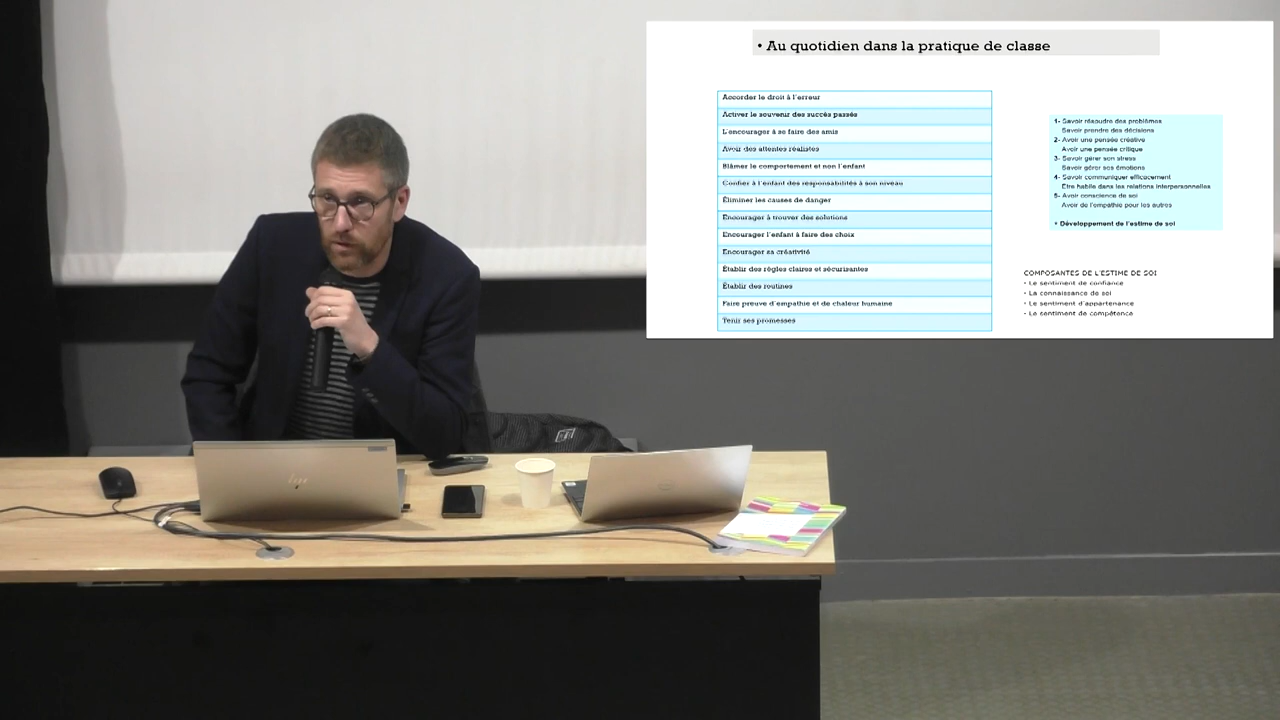 • Au quotidien dans la pratique de classe
Accorder le droit à l'erreur
Activer le souvenir des succès passés
L'encourager à se faire des amis
Avoir des attentes réalistes
Blâmer le comportement et non l'enfant
Confier à l'enfant des responsabilités à son niveau
Éliminer les causes de danger
Encourager à trouver des solutions
Encourager l'enfant à faire des choix
Encourager sa créativité
Établir des règles claires et sécurisantes
Établir des routines
Faire preuve d'empathie et de chaleur humaine
Tenir ses promesses
1- Savoir résoudre des problèmes
Savoir prendre des décisions
2- Avoir une pensée créative
Avoir une pensée critique
3- Savoir gérer son stress
Savoir gérer ses émotions
4- Savoir communiquer efficacement
Etre habile dans les relations interpersonnelles
5- Avoir conscience de soi
Avoir de l'empathie pour les autres
+ Développement de l'estime de soi
COMPOSANTES DE L'ESTIME DE SOI
• Le sentiment de confiance
• La connaissance de soi
• Le sentiment d'appartenance
• Le sentiment de compétence
hp